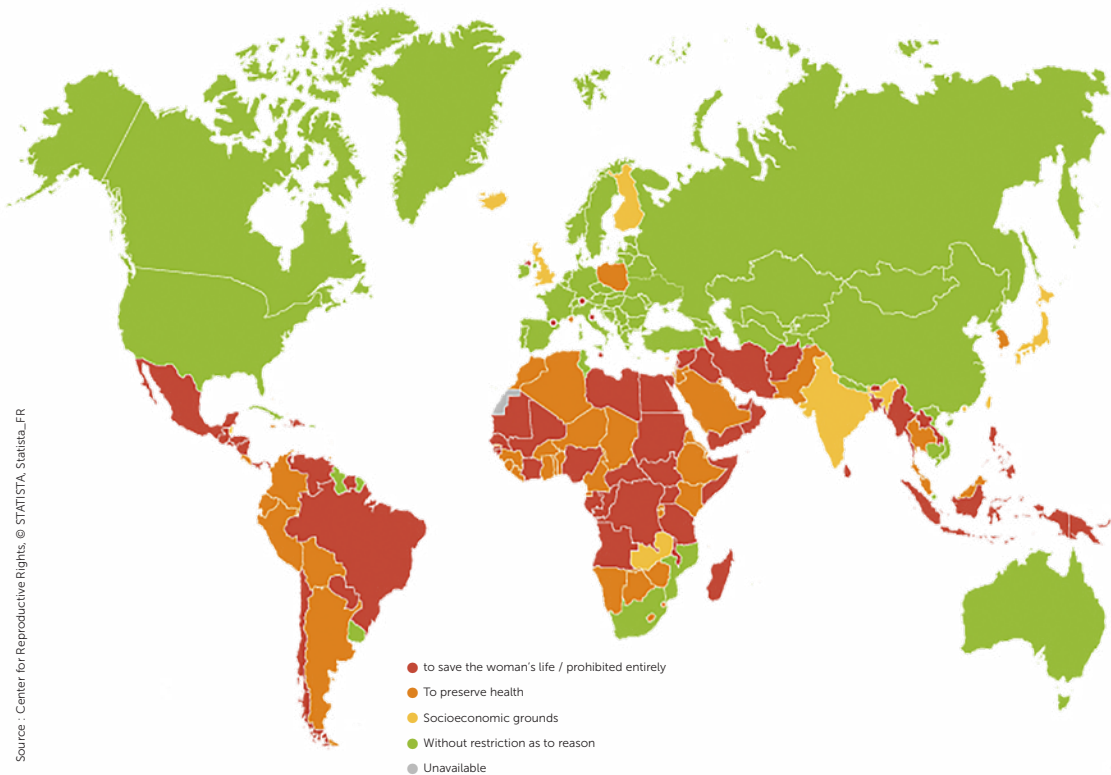 Source : Center for Reproductive Rights, © STATISTA, Statista_FR
to save the woman's life / prohibited entirely
To preserve health
Socioeconomic grounds
Without restriction as to reason
Unavailable